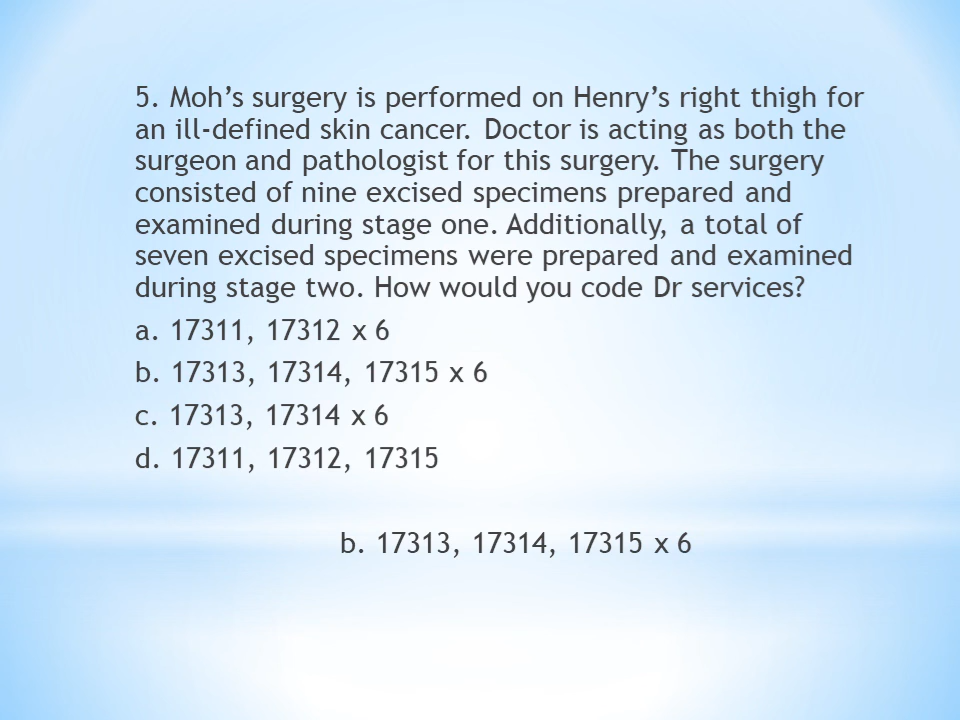 5. Moh’s surgery is performed on Henry’s right thigh for
an ill-defined skin cancer. Doctor is acting as both the
surgeon and pathologist for this surgery. The surgery
consisted of nine excised specimens prepared and
examined during stage one. Additionally, a total of
seven excised specimens were prepared and examined
during stage two. How would you code Dr services?
a. 17311, 17312 x 6
b. 17313, 17314, 17315 x 6
c. 17313, 17314 x 6
d. 17311, 17312, 17315
b. 17313, 17314, 17315 x 6